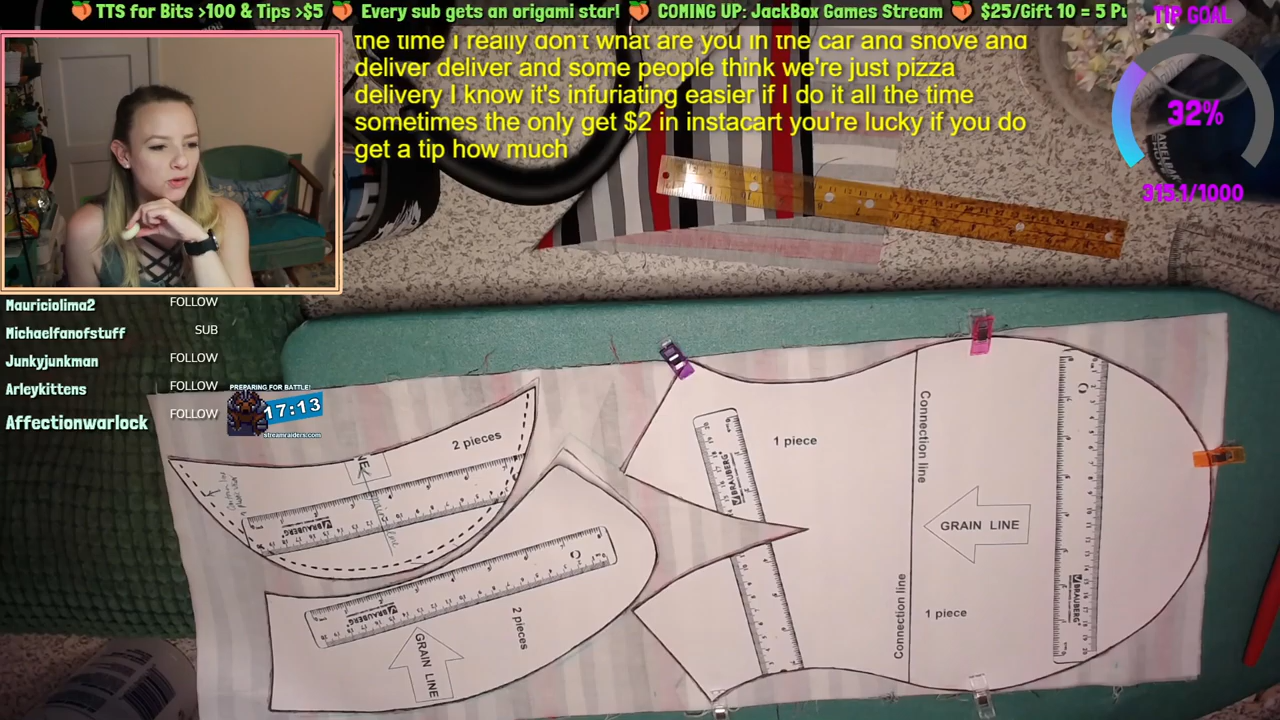 TTS for Bits >100 & Tips >$5 Every sub gets an origami star! COMING UP: JackBox Games Stream $25/Gift 10 = 5 Pu
TIP GOAL
32%
315.1/1000
the time I really don't what are you in the car and shove and
deliver deliver and some people think we're just pizza
delivery I know it's infuriating easier if I do it all the time
sometimes the only get $2 in instacart you're lucky if you do
get a tip how much
Mauriciolima2 FOLLOW
Michaelfanofstuff SUB
Junkyjunkman FOLLOW
Arleykittens FOLLOW
Affectionwarlock FOLLOW
PREPARING FOR BATTLE!
17:13
streamraiders.com
2 pieces
BRAUBERG
2 pieces
BRAUBERG
GRAIN LINE
1 piece
BRAUBERG
Connection line
Connection line
GRAIN LINE
1 piece
BRAUBERG